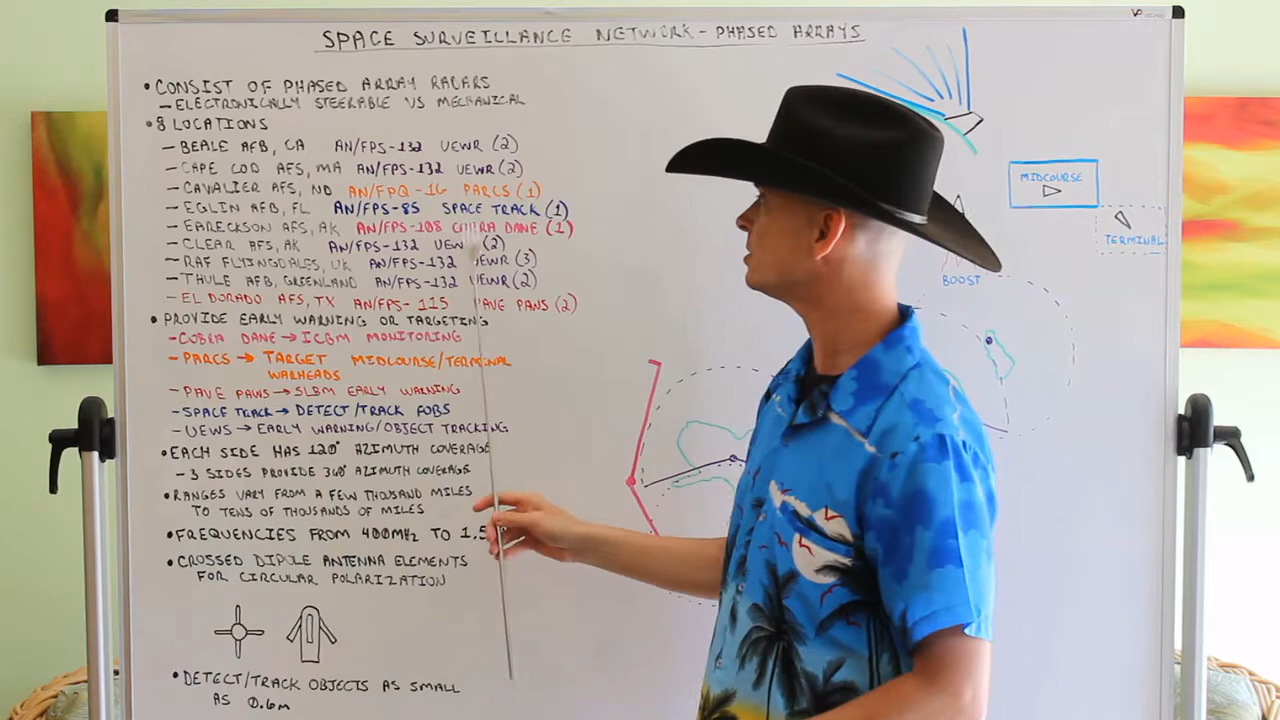 SPACE SURVEILLANCE NETWORK - PHASED ARRAYS
• CONSIST OF PHASED ARRAY RADARS
- ELECTRONICALLY STEERABLE VS MECHANICAL
• 8 LOCATIONS
- BEALE AFB, CA AN/FPS-132 UEWR (2)
- CAPE COD AFS, MA AN/FPS-132 UEWR (2)
- CAVALIER AFS, ND AN/FPQ-16 PARCS (1)
- EGLIN AFB, FL AN/FPS-85 SPACE TRACK (1)
- EARECKSON AFS, AK AN/FPS-108 COBRA DANE (1)
- CLEAR AFS, AK AN/FPS-132 UEW (2)
- RAF FLYINGDALES, UK AN/FPS-132 UEWR (3)
- THULE AFB, GREENLAND AN/FPS-132 UEWR (2)
- EL DORADO AFS, TX AN/FPS-115 AVE PAWS (2)
• PROVIDE EARLY WARNING OR TARGETING
- COBRA DANE → ICBM MONITORING
- PARCS → TARGET MIDCOURSE/TERMINAL
WARHEADS
- PAVE PAWS → SLBM EARLY WARNING
- SPACE TRACK → DETECT/TRACK FOBS
- UEWS → EARLY WARNING/OBJECT TRACKING
• EACH SIDE HAS 120° AZIMUTH COVERAGE
- 3 SIDES PROVIDE 360° AZIMUTH COVERAGE
• RANGES VARY FROM A FEW THOUSAND MILES
TO TENS OF THOUSANDS OF MILES
• FREQUENCIES FROM 400MHz TO 1.5
• CROSSED DIPOLE ANTENNA ELEMENTS
FOR CIRCULAR POLARIZATION
• DETECT/TRACK OBJECTS AS SMALL
AS 0.6m
MIDCOURSE
TERMINAL
BOOST